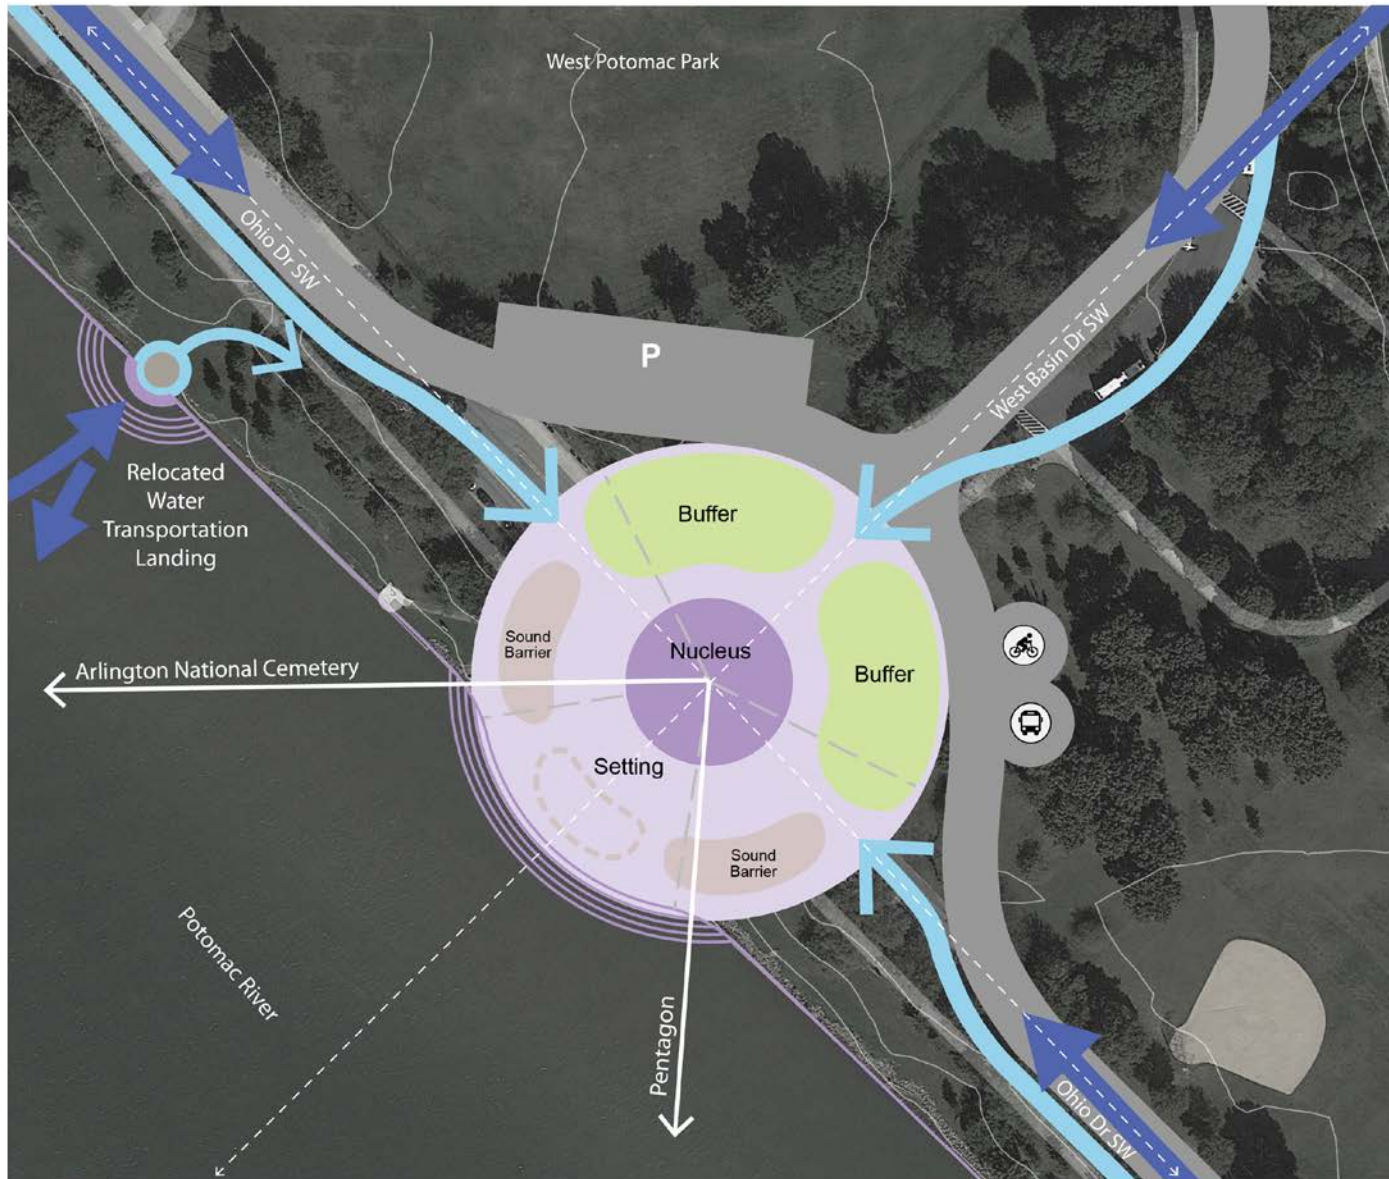 West Potomac Park
Ohio Dr SW
West Basin Dr SW
P
Relocated
Water
Transportation
Landing
Buffer
Sound
Barrier
Nucleus
Buffer
Arlington National Cemetery
Setting
Sound
Barrier
Potomac River
Pentagon
Ohio Dr SW